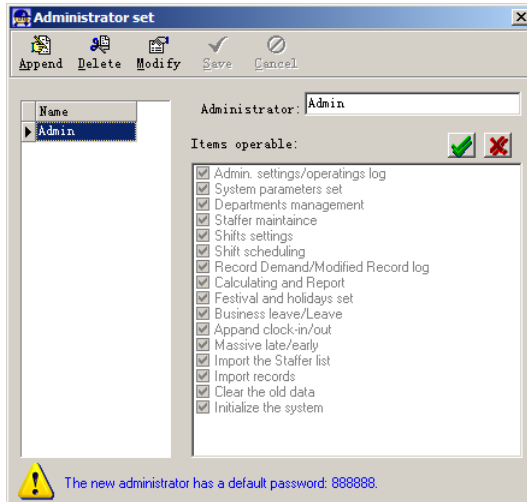 Administrator set
Append Delete Modify Save Cancel
Name
Admin
Administrator: Admin
Items operable:
Admin. settings/operatings log
System parameters set
Departments management
Staffer maintaince
Shifts settings
Shift scheduling
Record Demand/Modified Record log
Calculating and Report
Festival and holidays set
Business leave/Leave
Appand clock-in/out
Massive late/early
Import the Staffer list
Import records
Clear the old data
Initialize the system
The new administrator has a default password: 888888.